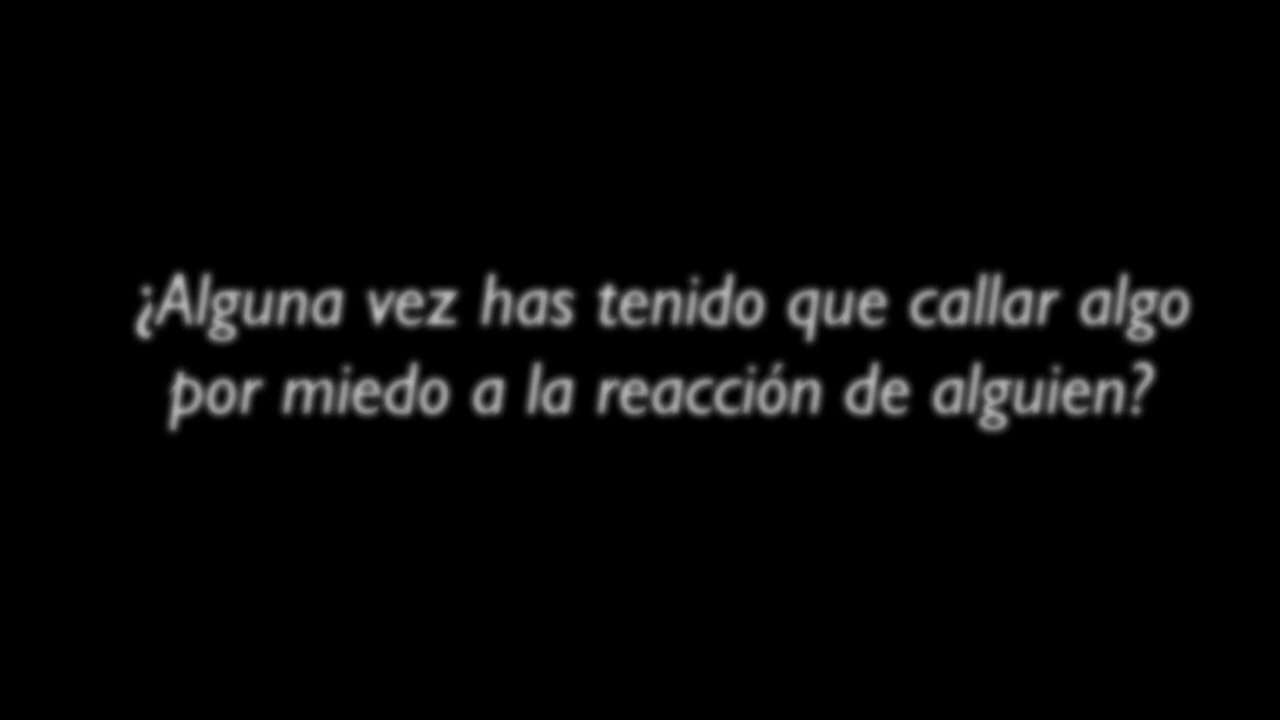 ¿Alguna vez has tenido que callar algo
por miedo a la reacción de alguien?